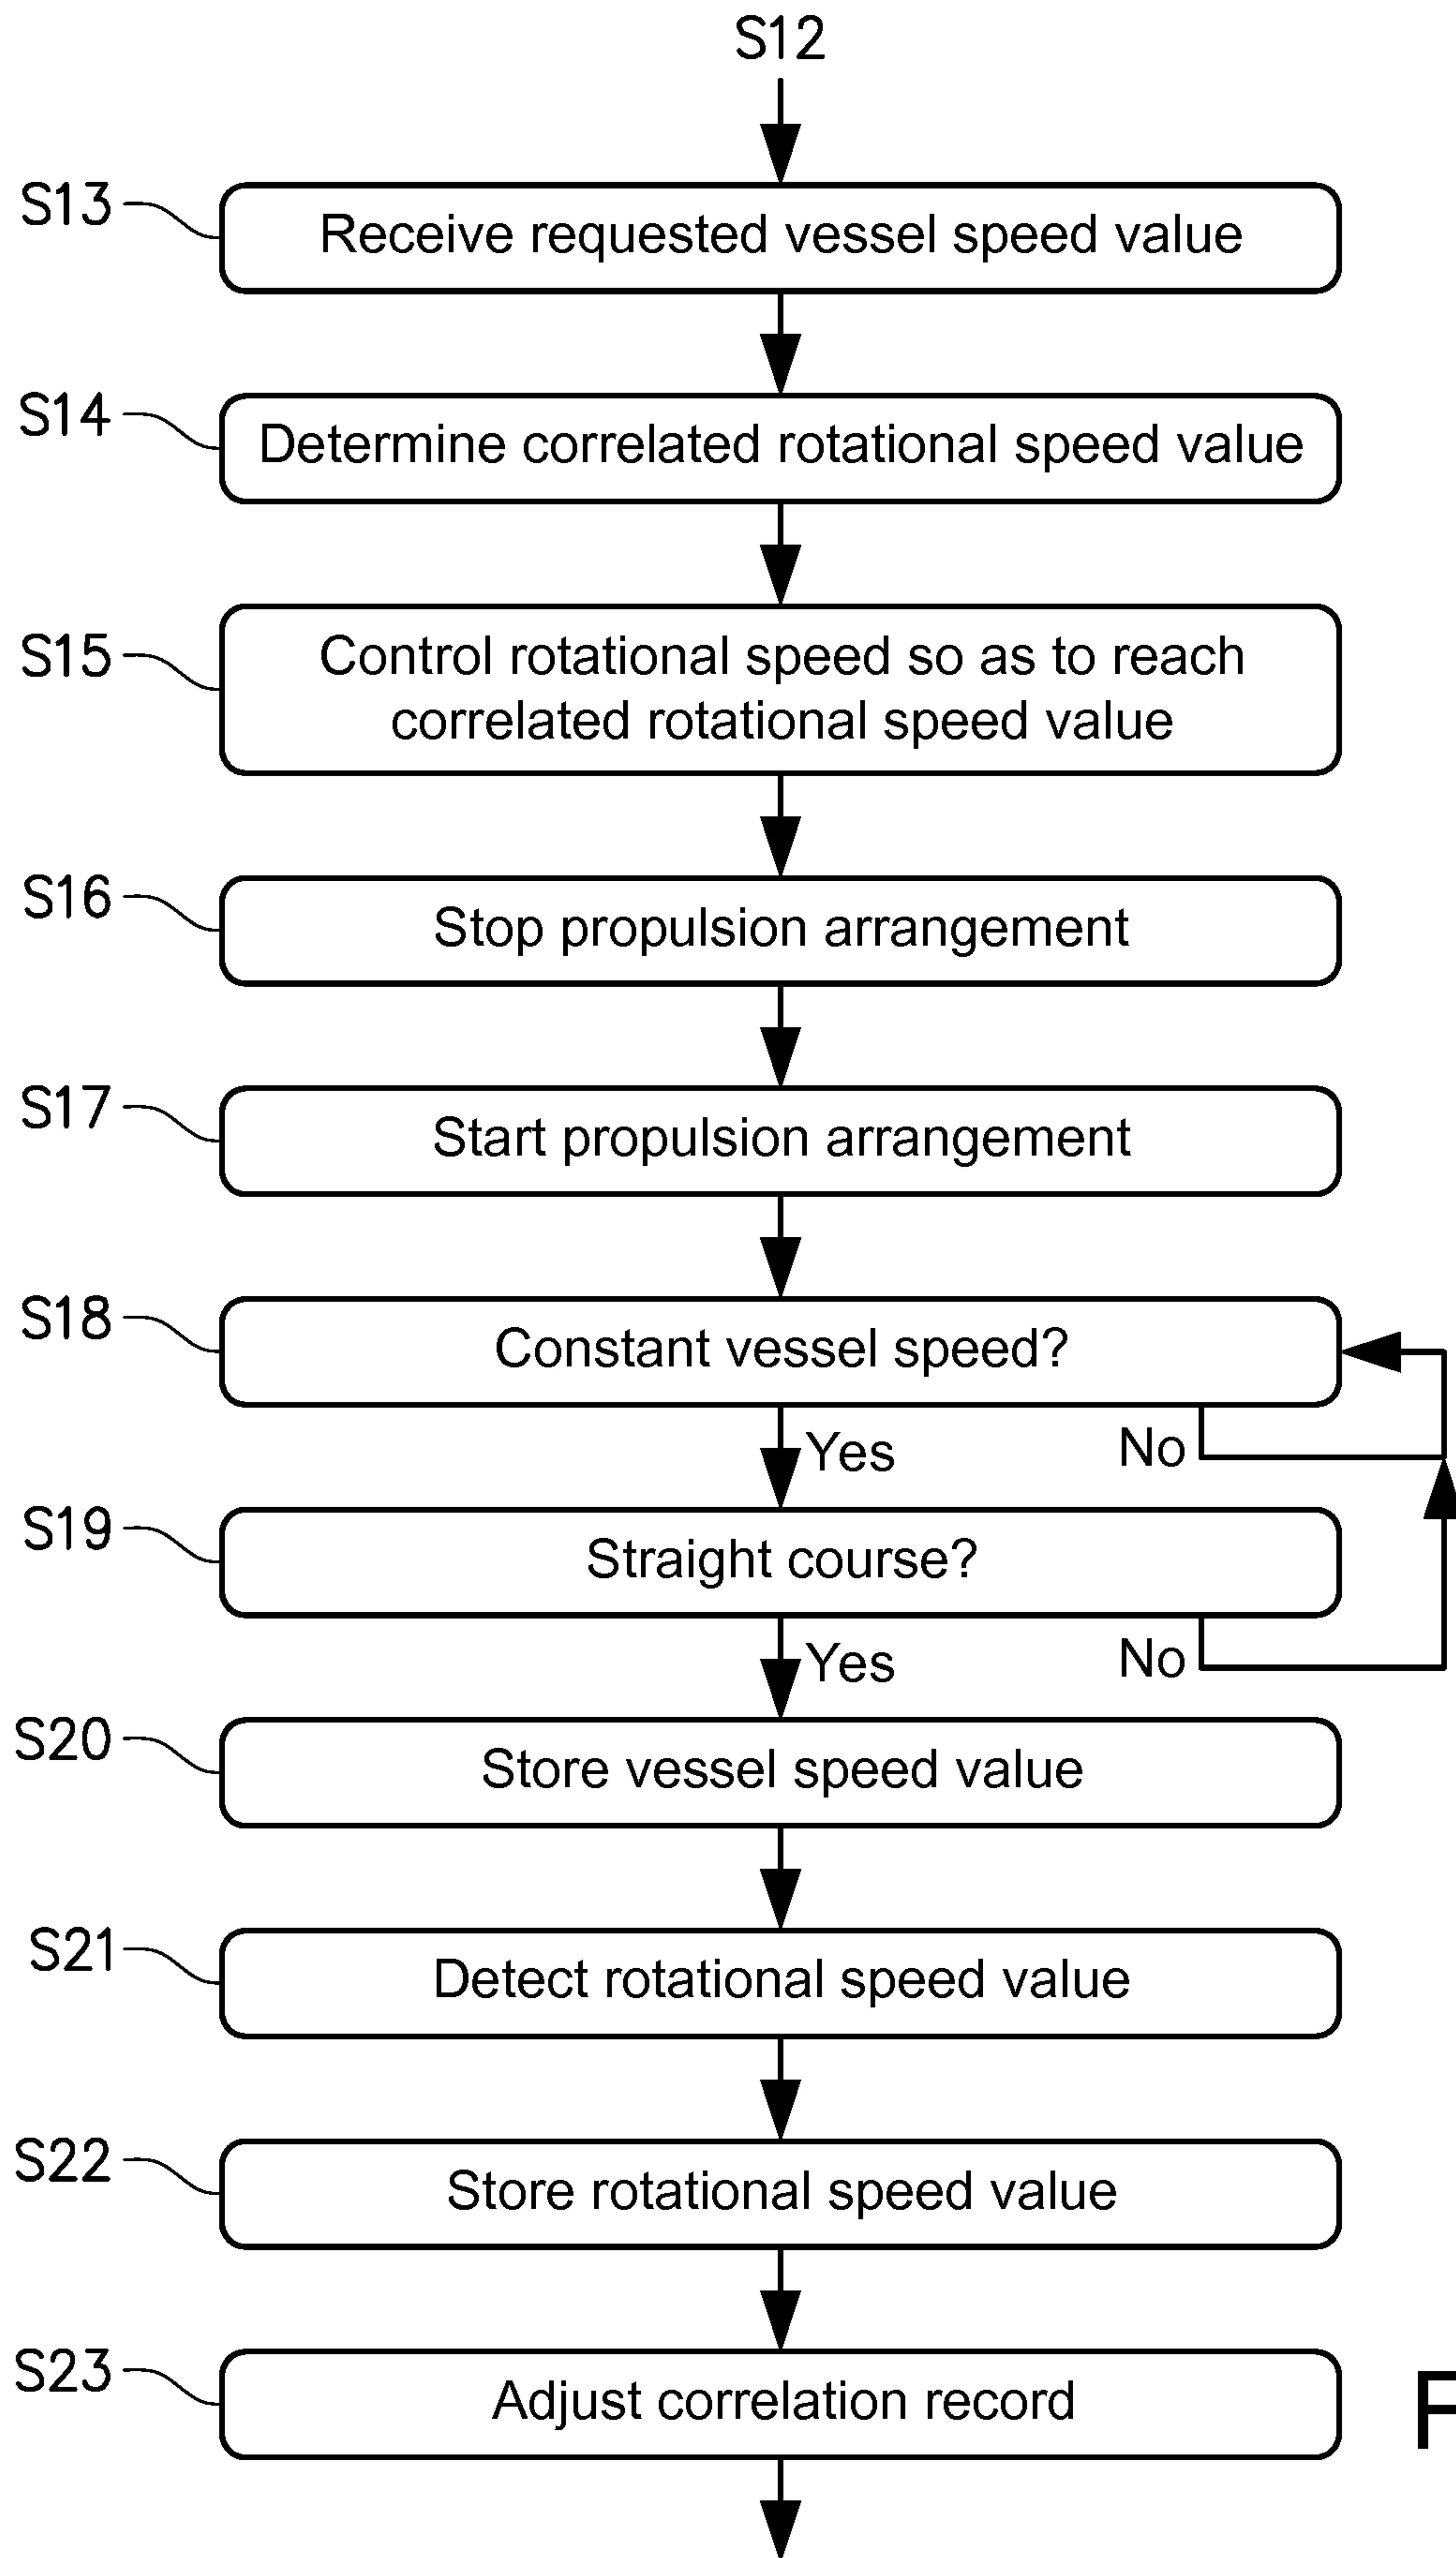 S12
S13
Receive requested vessel speed value
S14
Determine correlated rotational speed value
S15
Control rotational speed so as to reach
correlated rotational speed value
S16
Stop propulsion arrangement
S17
Start propulsion arrangement
S18
Constant vessel speed?
Yes
No
S19
Straight course?
Yes
No
S20
Store vessel speed value
S21
Detect rotational speed value
S22
Store rotational speed value
S23
Adjust correlation record
F